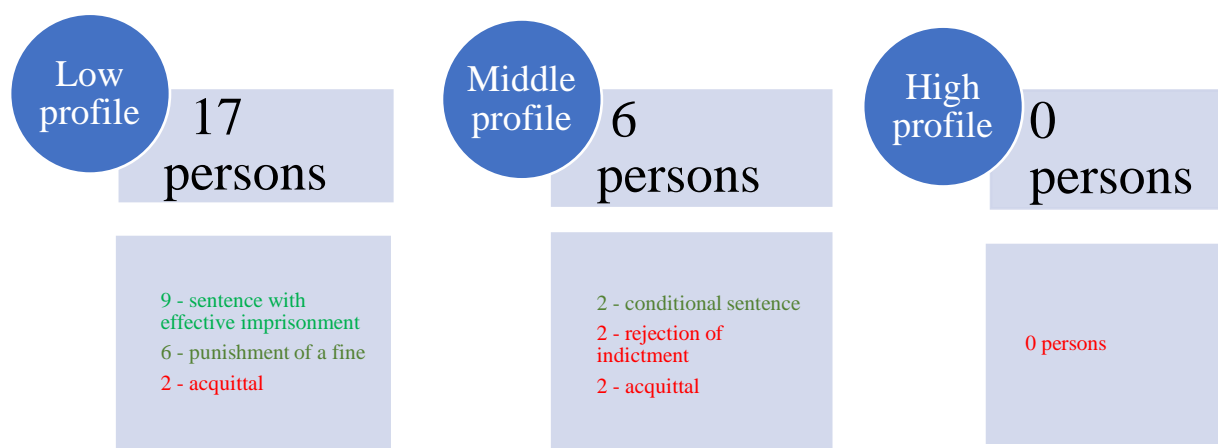 Low
profile
17
persons
9 - sentence with
effective imprisonment
6 - punishment of a fine
2 - acquittal
Middle
profile
6
persons
2 - conditional sentence
2 - rejection of
indictment
2 - acquittal
High
profile
0
persons
0 persons